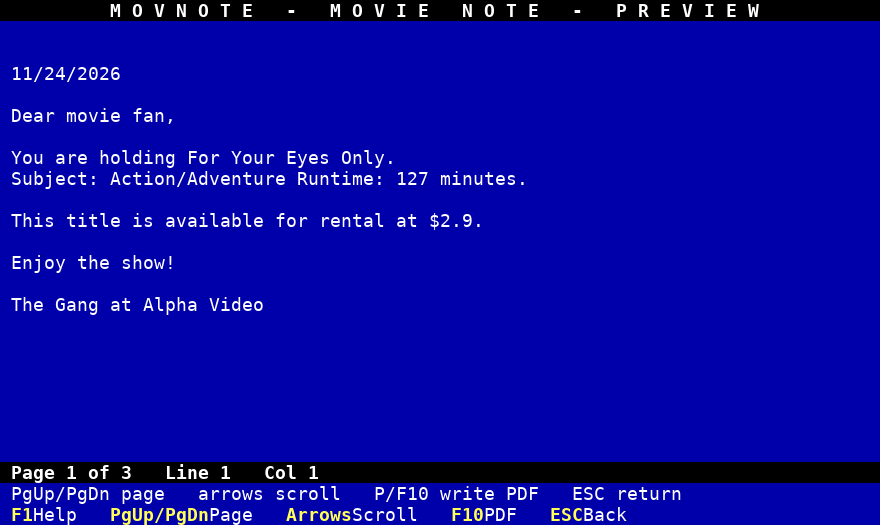 M O V N O T E - M O V I E N O T E - P R E V I E W
11/24/2026
Dear movie fan,
You are holding For Your Eyes Only.
Subject: Action/Adventure Runtime: 127 minutes.
This title is available for rental at $2.9.
Enjoy the show!
The Gang at Alpha Video
Page 1 of 3 Line 1 Col 1
PgUp/PgDn page arrows scroll P/F10 write PDF ESC return
F1Help PgUp/PgDnPage ArrowsScroll F10PDF ESCBack